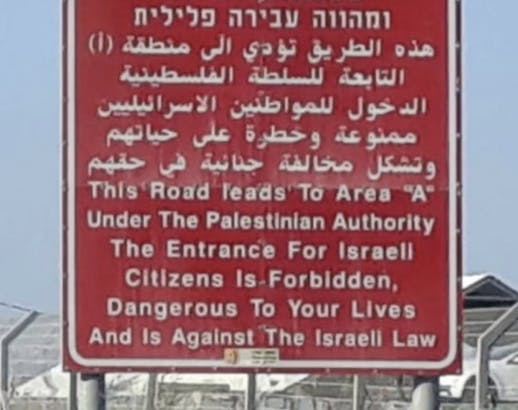 ומהווה עבירה פלילית
هذه الطريق تؤدي الى منطقة (أ)
التابعة للسلطة الفلسطينية
الدخول للمواطنين الاسرائيليين
ممنوعة وخطرة على حياتهم
وتشكل مخالفة جنائية في حقهم
This Road leads To Area "A"
Under The Palestinian Authority
The Entrance For Israeli
Citizens Is Forbidden,
Dangerous To Your Lives
And Is Against The Israeli Law